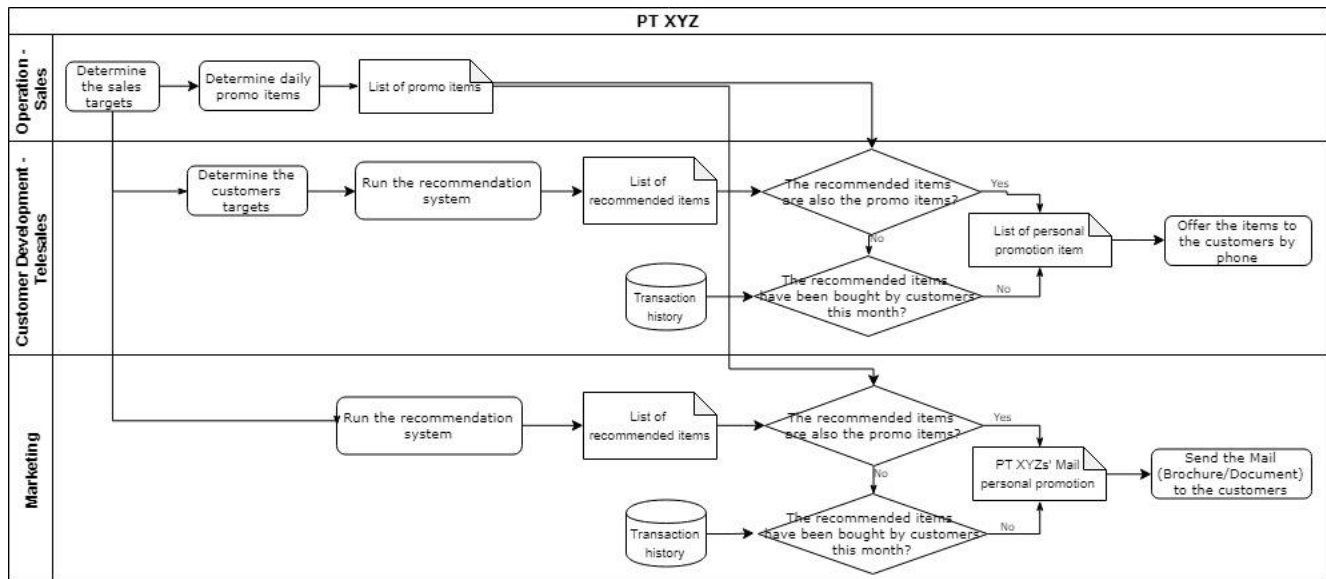 PT XYZ
Operation -
Sales
Determine
the sales
targets
Determine daily
promo items
List of promo items
Customer Development -
Telesales
Determine the
customers
targets
Run the recommendation
system
List of
recommended items
The recommended items
are also the promo items?
Yes
No
List of personal
promotion item
Offer the items to
the customers by
phone
Transaction
history
The recommended items
have been bought by customers
this month?
No
Marketing
Run the recommendation
system
List of
recommended items
The recommended items
are also the promo items?
Yes
No
PT XYZs' Mail
personal promotion
Send the Mail
(Brochure/Document)
to the customers
Transaction
history
The recommended items
have been bought by customers
this month?
No